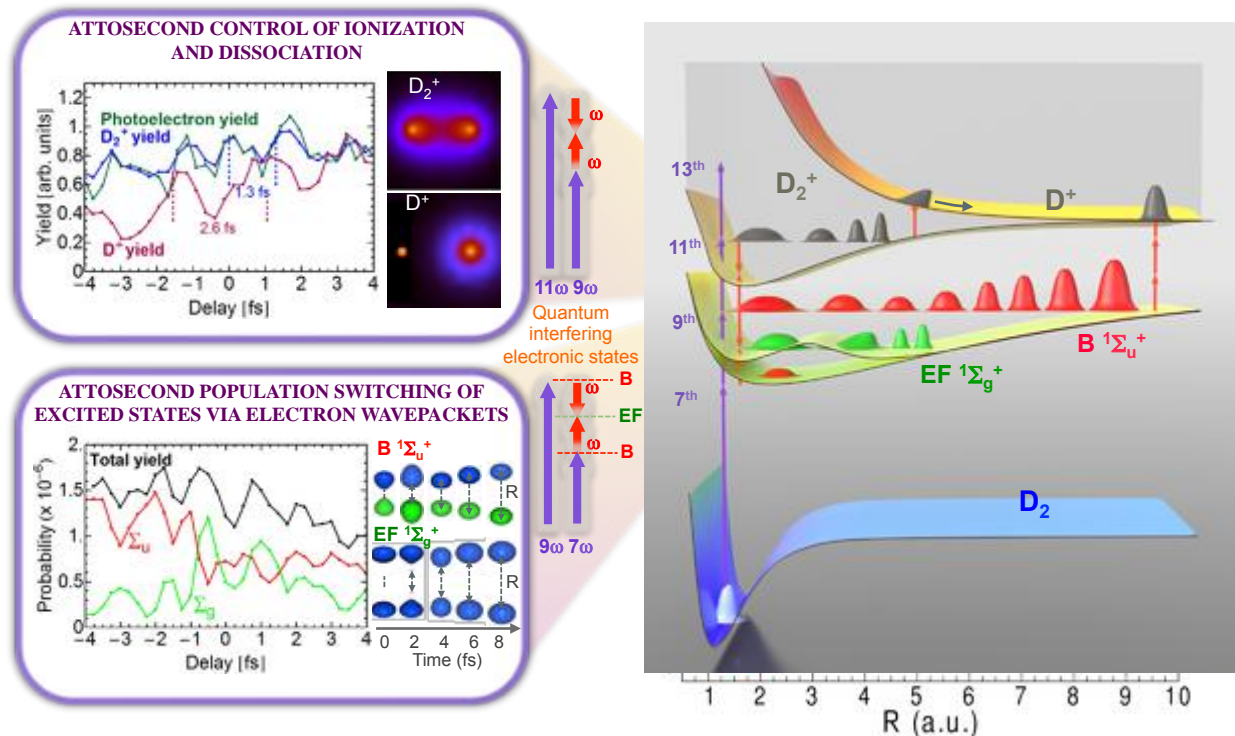 ATTOSECOND CONTROL OF IONIZATION
AND DISSOCIATION
1.2
1.
0.8
0.6
0.4
0.2
0
Yield [arb. units]
Photoelectron yield
D₂⁺ yield
D⁺ yield
1.3 fs
2.6 fs
−4 −3 −2 −1 0 1 2 3 4
Delay [fs]
D₂⁺
D⁺
ω
ω
11ω 9ω
Quantum
interfering
electronic states
ATTOSECOND POPULATION SWITCHING OF
EXCITED STATES VIA ELECTRON WAVEPACKETS
2.
1.5
1.0
0.5
0
Probability (x 10⁻⁶)
Total yield
Σu
Σg
−4 −3 −2 −1 0 1 2 3 4
Delay [fs]
B ¹Σu⁺
R
EF ¹Σg⁺
R
0 2 4 6 8
Time (fs)
B
ω
EF
ω
B
9ω 7ω
13th
11th
9th
7th
D₂⁺
D⁺
B ¹Σu⁺
EF ¹Σg⁺
D₂
1 2 3 4 5 6 7 8 9 10
R (a.u.)